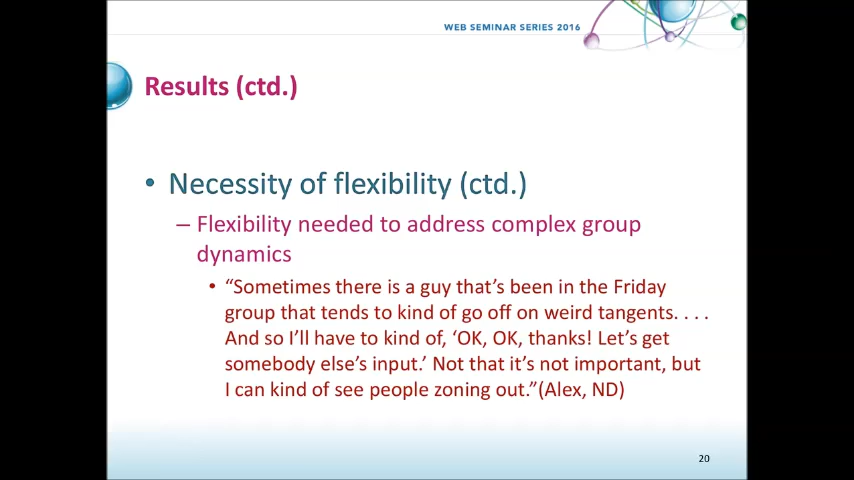 WEB SEMINAR SERIES 2016
Results (ctd.)
• Necessity of flexibility (ctd.)
– Flexibility needed to address complex group
dynamics
• “Sometimes there is a guy that’s been in the Friday
group that tends to kind of go off on weird tangents. . . .
And so I’ll have to kind of, ‘OK, OK, thanks! Let’s get
somebody else’s input.’ Not that it’s not important, but
I can kind of see people zoning out.”(Alex, ND)
20